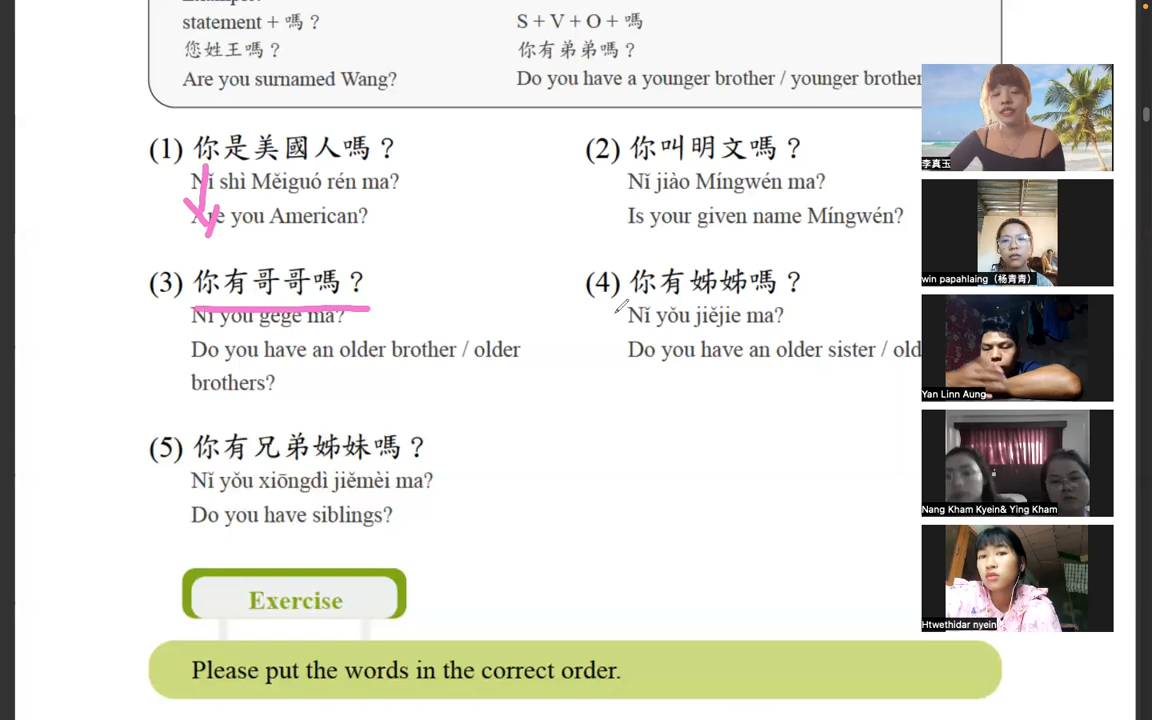 statement + 嗎？
S + V + O + 嗎
您姓王嗎？
你有弟弟嗎？
Are you surnamed Wang?
Do you have a younger brother / younger brother
(1) 你是美國人嗎？
Nǐ shì Měiguó rén ma?
Are you American?
(2) 你叫明文嗎？
Nǐ jiào Míngwén ma?
Is your given name Míngwén?
(3) 你有哥哥嗎？
Nǐ yǒu gēge ma?
Do you have an older brother / older
brothers?
(4) 你有姊姊嗎？
Nǐ yǒu jiějie ma?
Do you have an older sister / old
(5) 你有兄弟姊妹嗎？
Nǐ yǒu xiōngdì jiěmèi ma?
Do you have siblings?
Exercise
Please put the words in the correct order.
李真玉
win papahlaing（杨青青）
Yan Linn Aung
Nang Kham Kyein& Ying Kham
Htwethidar nyein